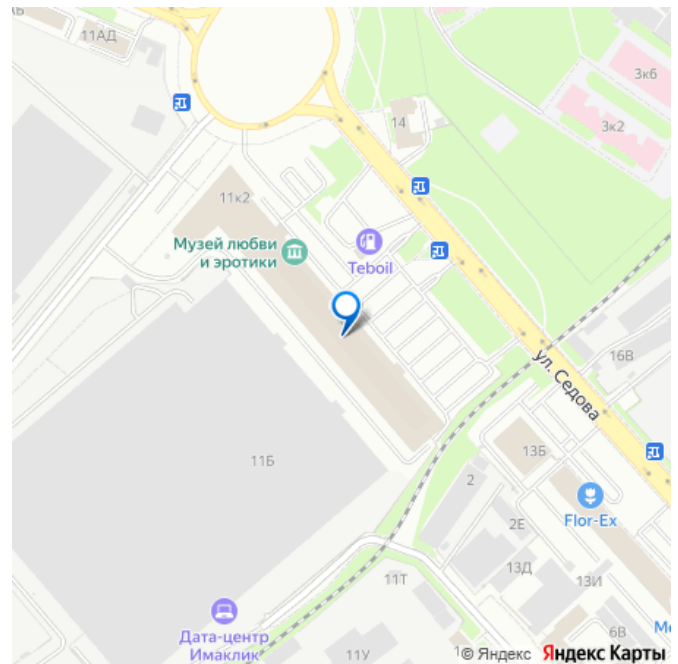 11АД
3к6
3к2
14
11к2
Музей любви
и эротики
Teboil
ул. Седова
16В
13Б
11Б
2
Flor-Ex
2Е
13Д
13И
11Т
Дата-центр
Имаклик
6В
11У
© Яндекс Яндекс Карты